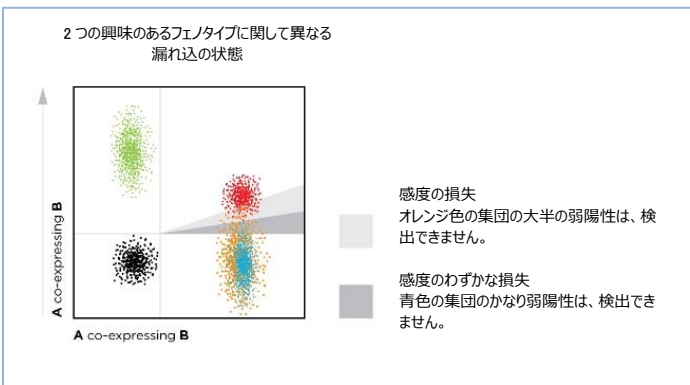 2 つの興味のあるフェノタイプに関して異なる
漏れ込の状態
A co-expressing B
感度の損失
オレンジ色の集団の大半の弱陽性は、検
出できません。
感度のわずかな損失
青色の集団のかなり弱陽性は、検出でき
ません。
A co-expressing B